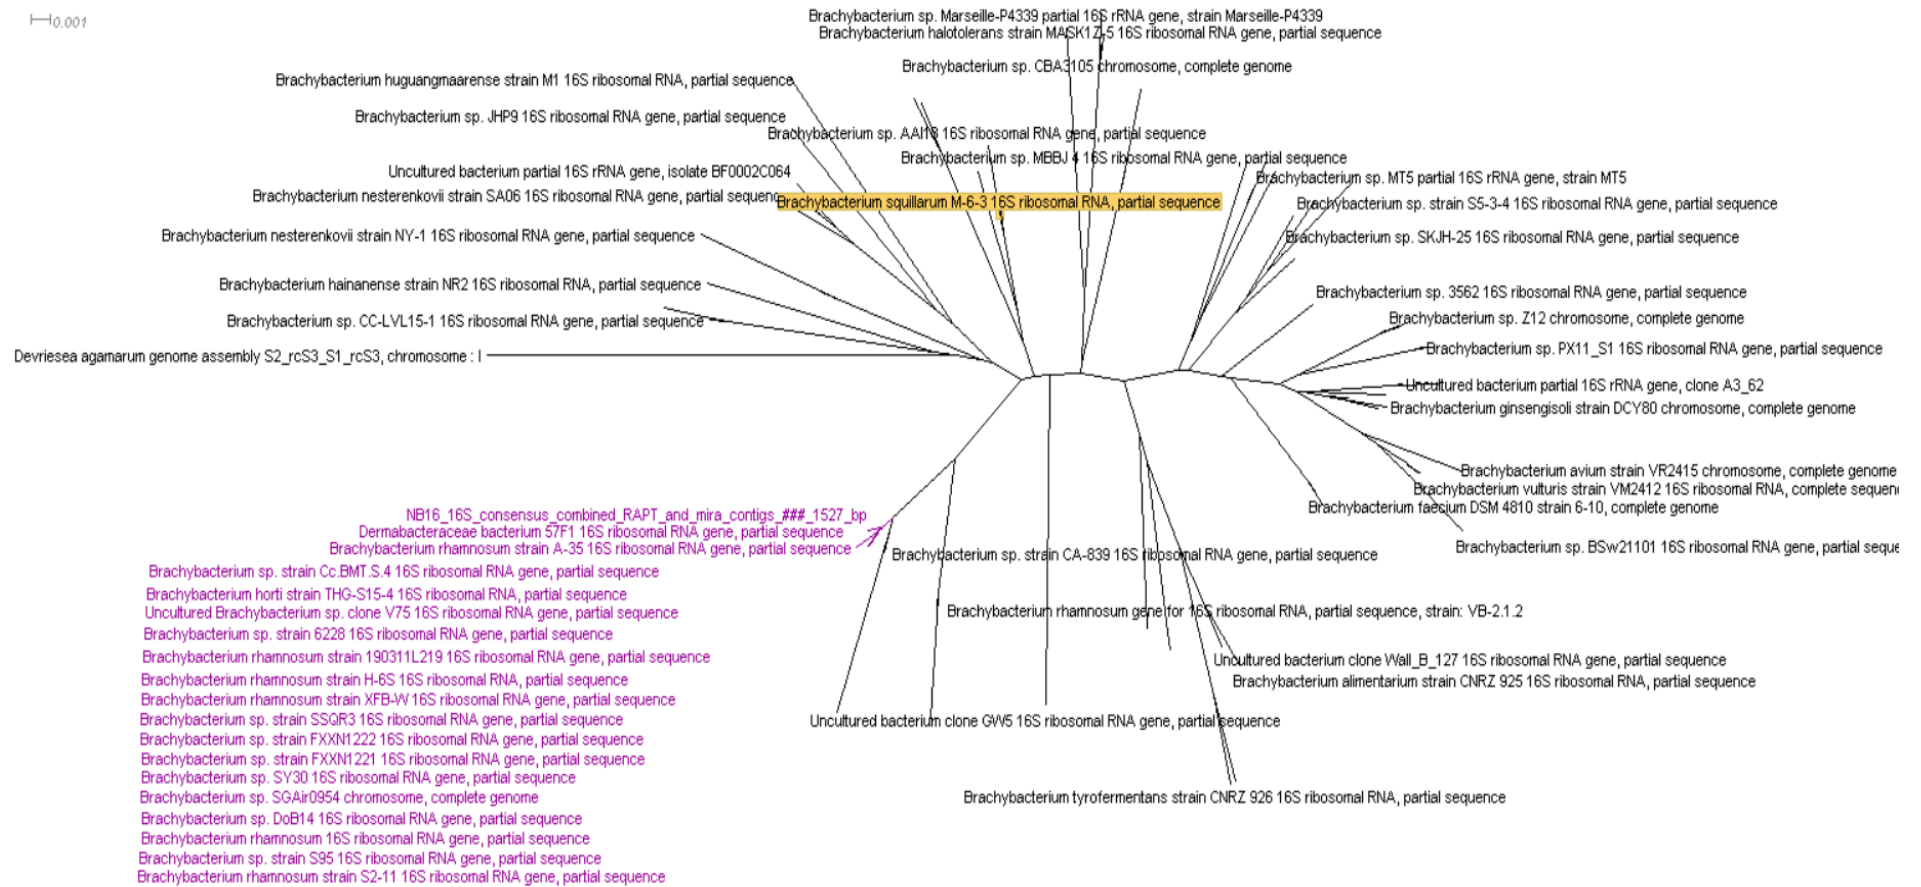 0.001
Brachybacterium sp. Marseille-P4339 partial 16S rRNA gene, strain Marseille-P4339
Brachybacterium halotolerans strain MASK1Z-5 16S ribosomal RNA gene, partial sequence
Brachybacterium sp. CBA3105 chromosome, complete genome
Brachybacterium huguangmaarense strain M1 16S ribosomal RNA, partial sequence
Brachybacterium sp. JHP9 16S ribosomal RNA gene, partial sequence
Brachybacterium sp. AAI18 16S ribosomal RNA gene, partial sequence
Brachybacterium sp. MBBJ 4 16S ribosomal RNA gene, partial sequence
Uncultured bacterium partial 16S rRNA gene, isolate BF0002C064
Brachybacterium sp. MT5 partial 16S rRNA gene, strain MT5
Brachybacterium nesterenkovii strain SA06 16S ribosomal RNA gene, partial sequenc
Brachybacterium squillarum M-6-3 16S ribosomal RNA, partial sequence
Brachybacterium sp. strain S5-3-4 16S ribosomal RNA gene, partial sequence
Brachybacterium nesterenkovii strain NY-1 16S ribosomal RNA gene, partial sequence
Brachybacterium sp. SKJH-25 16S ribosomal RNA gene, partial sequence
Brachybacterium hainanense strain NR2 16S ribosomal RNA, partial sequence
Brachybacterium sp. 3562 16S ribosomal RNA gene, partial sequence
Brachybacterium sp. CC-LVL15-1 16S ribosomal RNA gene, partial sequence
Brachybacterium sp. Z12 chromosome, complete genome
Brachybacterium sp. PX11_S1 16S ribosomal RNA gene, partial sequence
Devriesea agamarum genome assembly S2_rcS3_S1_rcS3, chromosome : I
Uncultured bacterium partial 16S rRNA gene, clone A3_62
Brachybacterium ginsengisoli strain DCY80 chromosome, complete genome
Brachybacterium avium strain VR2415 chromosome, complete genome
Brachybacterium vulturis strain VM2412 16S ribosomal RNA, complete sequen
Brachybacterium faecium DSM 4810 strain 6-10, complete genome
NB16_16S_consensus_combined_RAPT_and_mira_contigs_###_1527_bp
Dermabacteraceae bacterium 57F1 16S ribosomal RNA gene, partial sequence
Brachybacterium rhamnosum strain A-35 16S ribosomal RNA gene, partial sequence
Brachybacterium sp. BSw21101 16S ribosomal RNA gene, partial seque
Brachybacterium sp. strain CA-839 16S ribosomal RNA gene, partial sequence
Brachybacterium sp. strain Cc.BMT.S.4 16S ribosomal RNA gene, partial sequence
Brachybacterium horti strain THG-S15-4 16S ribosomal RNA, partial sequence
Uncultured Brachybacterium sp. clone V75 16S ribosomal RNA gene, partial sequence
Brachybacterium rhamnosum gene for 16S ribosomal RNA, partial sequence, strain: VB-2.1.2
Brachybacterium sp. strain 6228 16S ribosomal RNA gene, partial sequence
Brachybacterium rhamnosum strain 190311L219 16S ribosomal RNA gene, partial sequence
Uncultured bacterium clone Wall_B_127 16S ribosomal RNA gene, partial sequence
Brachybacterium rhamnosum strain H-6S 16S ribosomal RNA, partial sequence
Brachybacterium alimentarium strain CNRZ 925 16S ribosomal RNA, partial sequence
Brachybacterium rhamnosum strain XFB-W 16S ribosomal RNA gene, partial sequence
Brachybacterium sp. strain SSQR3 16S ribosomal RNA gene, partial sequence
Uncultured bacterium clone GW5 16S ribosomal RNA gene, partial sequence
Brachybacterium sp. strain FXXN1222 16S ribosomal RNA gene, partial sequence
Brachybacterium sp. strain FXXN1221 16S ribosomal RNA gene, partial sequence
Brachybacterium sp. SY30 16S ribosomal RNA gene, partial sequence
Brachybacterium sp. SGAir0954 chromosome, complete genome
Brachybacterium tyrofermentans strain CNRZ 926 16S ribosomal RNA, partial sequence
Brachybacterium sp. DoB14 16S ribosomal RNA gene, partial sequence
Brachybacterium rhamnosum 16S ribosomal RNA gene, partial sequence
Brachybacterium sp. strain S95 16S ribosomal RNA gene, partial sequence
Brachybacterium rhamnosum strain S2-11 16S ribosomal RNA gene, partial sequence